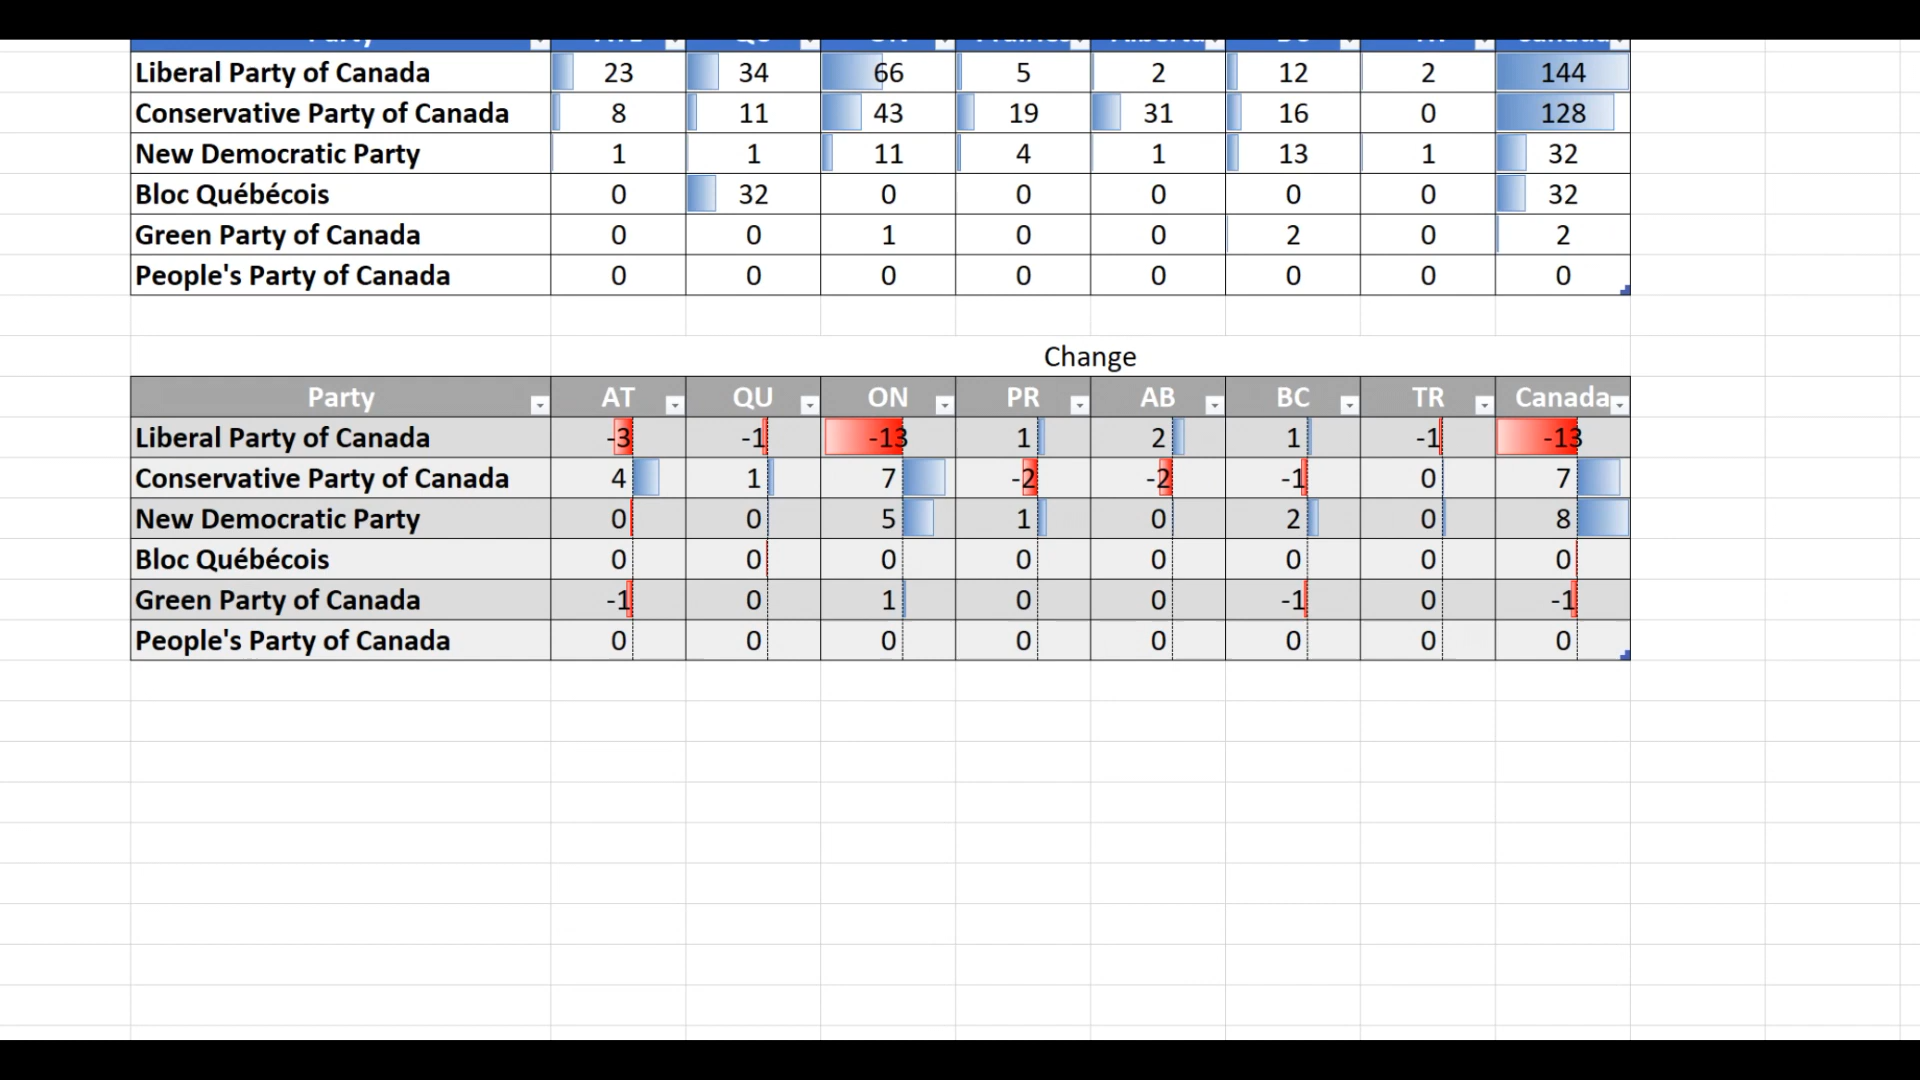 Party
Liberal Party of Canada 23 34 66 5 2 12 2 144
Conservative Party of Canada 8 11 43 19 31 16 0 128
New Democratic Party 1 1 11 4 1 13 1 32
Bloc Québécois 0 32 0 0 0 0 0 32
Green Party of Canada 0 0 1 0 0 2 0 2
People's Party of Canada 0 0 0 0 0 0 0 0
Change
Party AT QU ON PR AB BC TR Canada
Liberal Party of Canada -3 -1 -13 1 2 1 -1 -13
Conservative Party of Canada 4 1 7 -2 -2 -1 0 7
New Democratic Party 0 0 5 1 0 2 0 8
Bloc Québécois 0 0 0 0 0 0 0 0
Green Party of Canada -1 0 1 0 0 -1 0 -1
People's Party of Canada 0 0 0 0 0 0 0 0